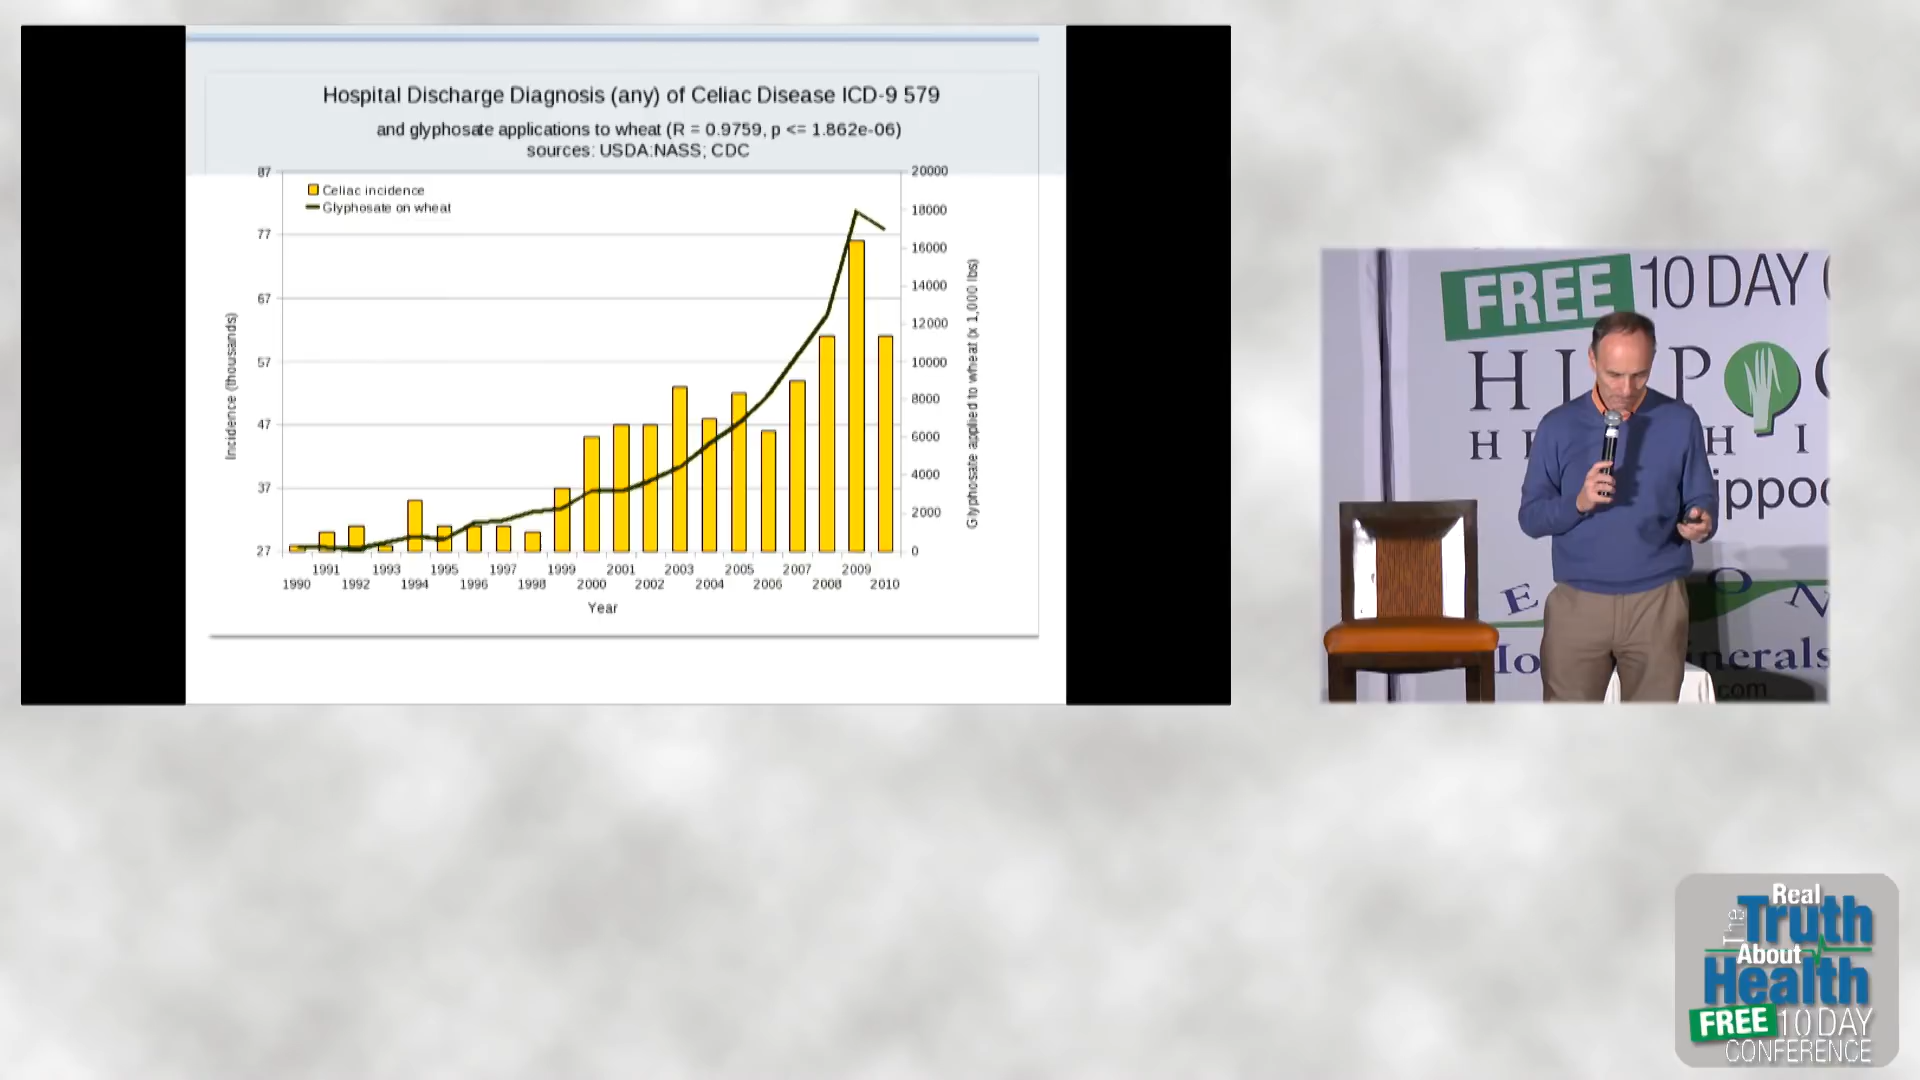 Hospital Discharge Diagnosis (any) of Celiac Disease ICD-9 579
and glyphosate applications to wheat (R = 0.9759, p <= 1.862e-06)
sources: USDA:NASS; CDC
Celiac incidence
Glyphosate on wheat
Incidence (thousands)
87
77
67
57
47
37
27
20000
18000
16000
14000
12000
10000
8000
6000
4000
2000
0
Glyphosate applied to wheat (x 1,000 lbs)
1991 1993 1995 1997 1999 2001 2003 2005 2007 2009
1990 1992 1994 1996 1998 2000 2002 2004 2006 2008 2010
Year
FREE 10 DAY
HIP
H H I
ippo
E O N
inerals
com
The Real
Truth
About
Health
FREE 10 DAY
CONFERENCE